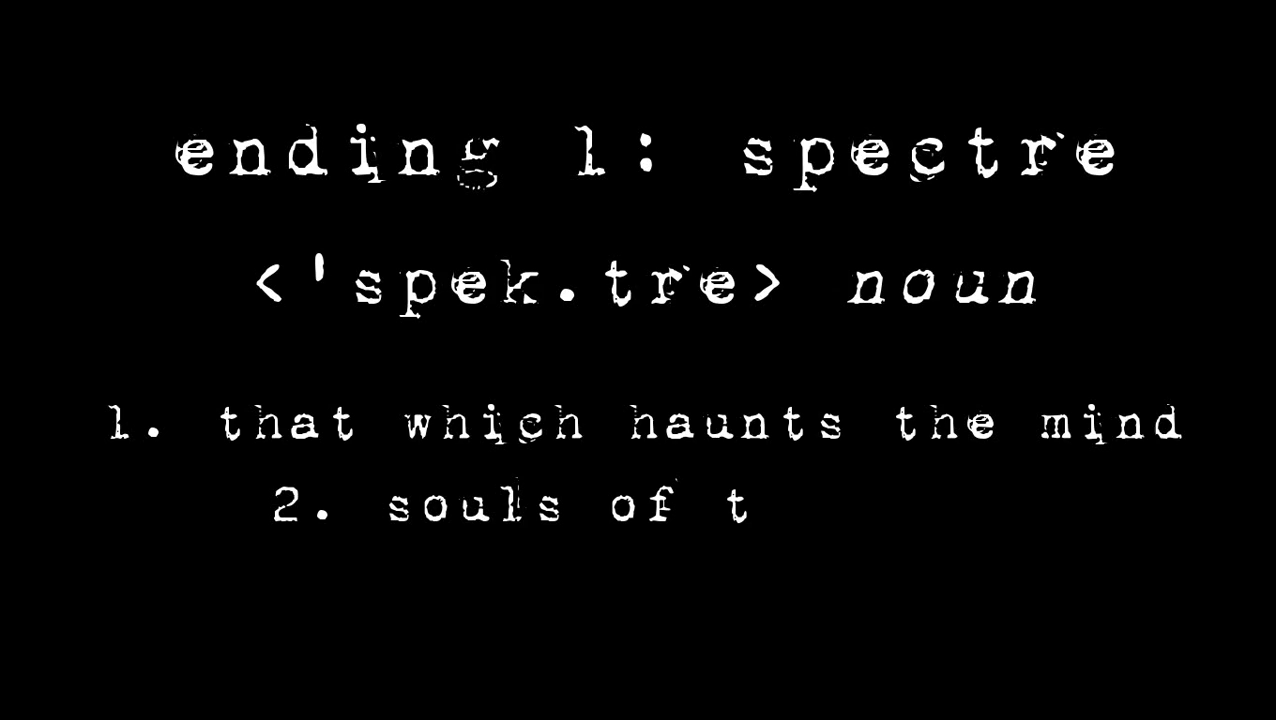 ending 1: spectre
<'spek.tre> noun
1. that which haunts the mind
2. souls of t